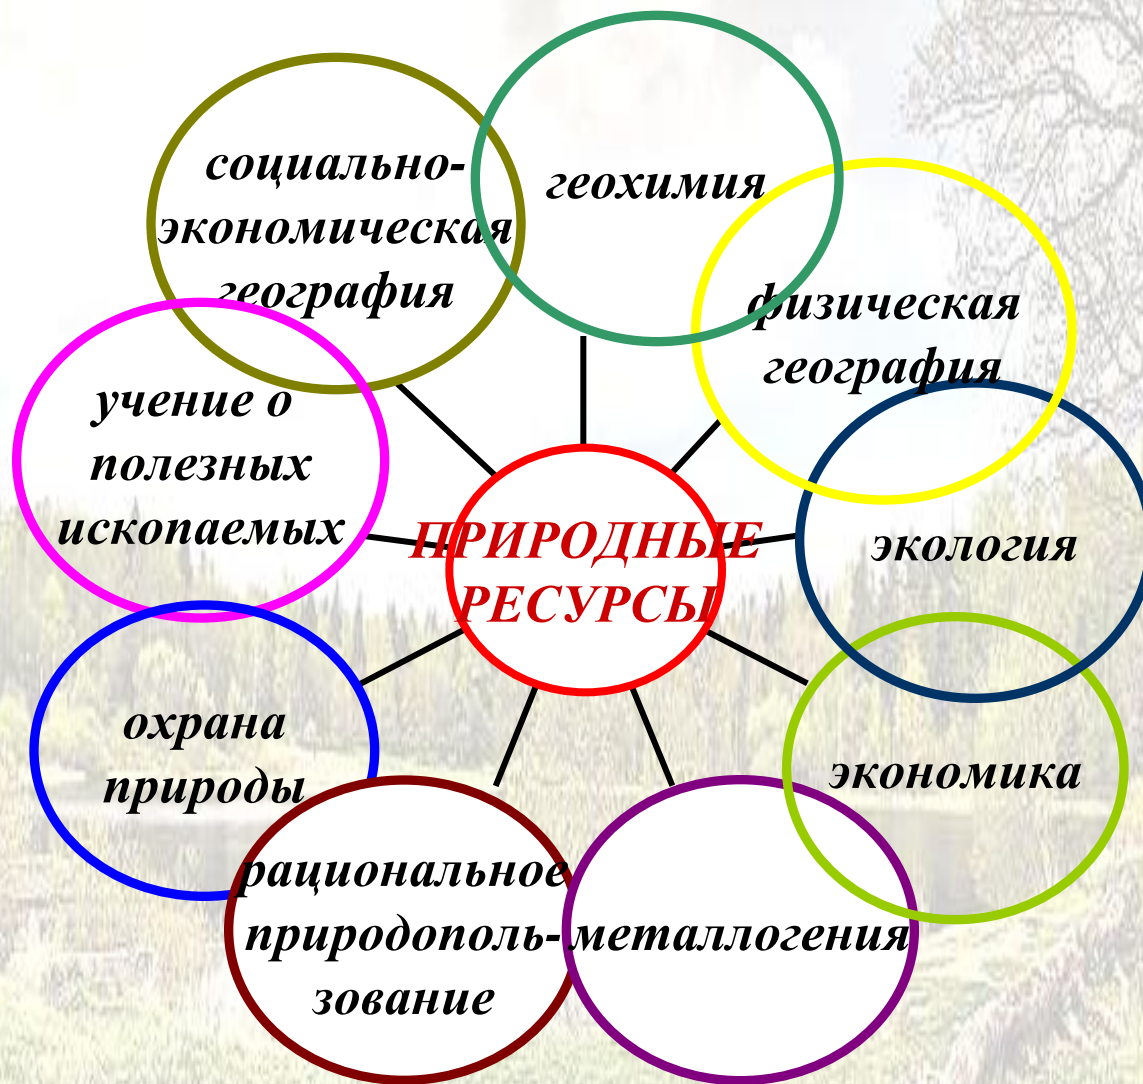 социально-
экономическая
география
геохимия
физическая
география
учение о
полезных
ископаемых
ПРИРОДНЫЕ
РЕСУРСЫ
экология
охрана
природы
экономика
рациональное
природополь-
зование
металлогения